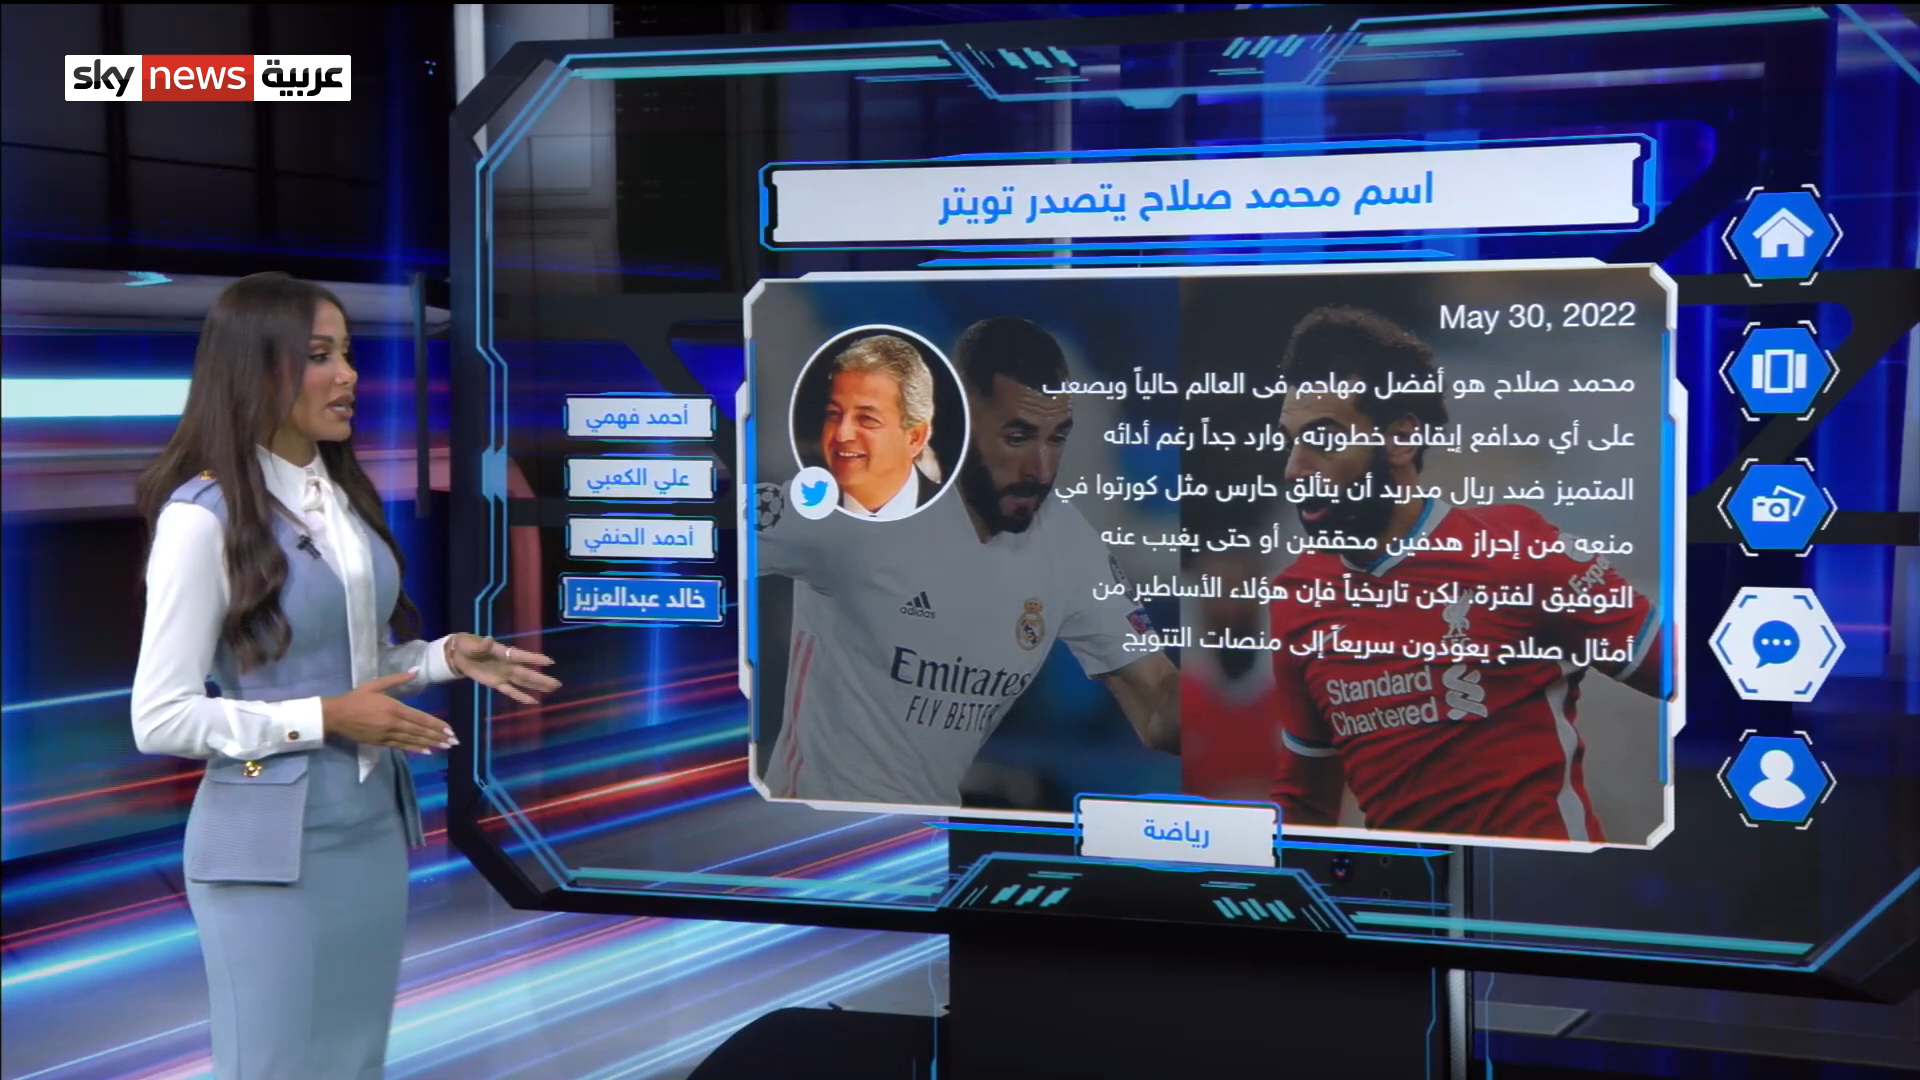 sky news عربية
اسم محمد صلاح يتصدر تويتر
May 30, 2022
محمد صلاح هو أفضل مهاجم فى العالم حالياً ويصعب
على أي مدافع إيقاف خطورته، وارد جداً رغم أدائه
المتميز ضد ريال مدريد أن يتألق حارس مثل كورتوا في
منعه من إحراز هدفين محققين أو حتى يغيب عنه
التوفيق لفترة. لكن تاريخياً فإن هؤلاء الأساطير من
أمثال صلاح يعودون سريعاً إلى منصات التتويج
أحمد فهمي
علي الكعبي
أحمد الحنفي
خالد عبدالعزيز
adidas
Emirates
FLY BETTER
Expe
Standard
Chartered
رياضة